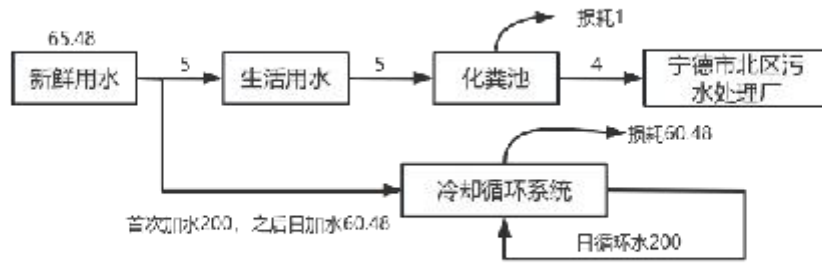 损耗1
65.48
新鲜用水
5
生活用水
5
化粪池
4
宁德市北区污
水处理厂
损耗60.48
冷却循环系统
首次加水200，之后日加水60.48
日循环水200